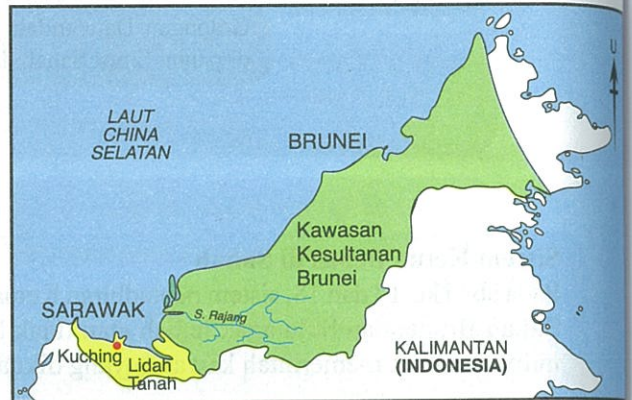 U
LAUT
CHINA
SELATAN
BRUNEI
Kawasan
Kesultanan
Brunei
S. Rajang
SARAWAK
Kuching
Lidah
Tanah
KALIMANTAN
(INDONESIA)